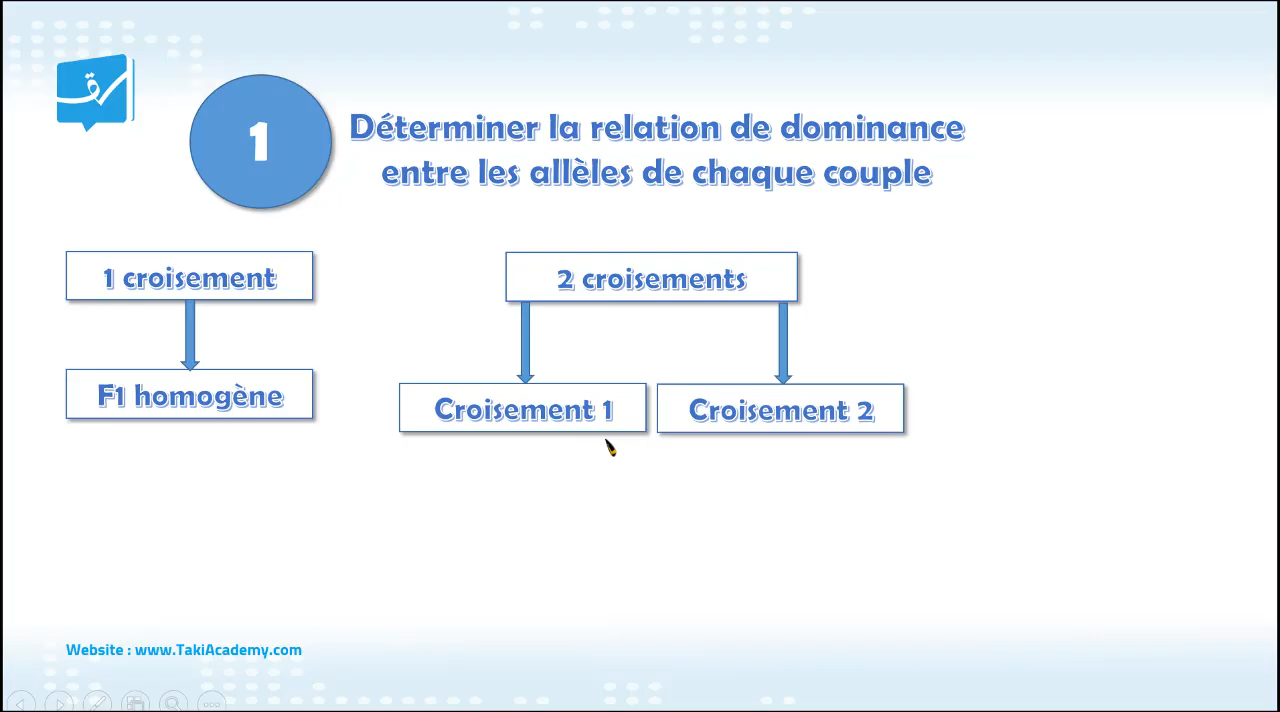 ق
1
Déterminer la relation de dominance
entre les allèles de chaque couple
1 croisement
2 croisements
F1 homogène
Croisement 1
Croisement 2
Website : www.TakiAcademy.com